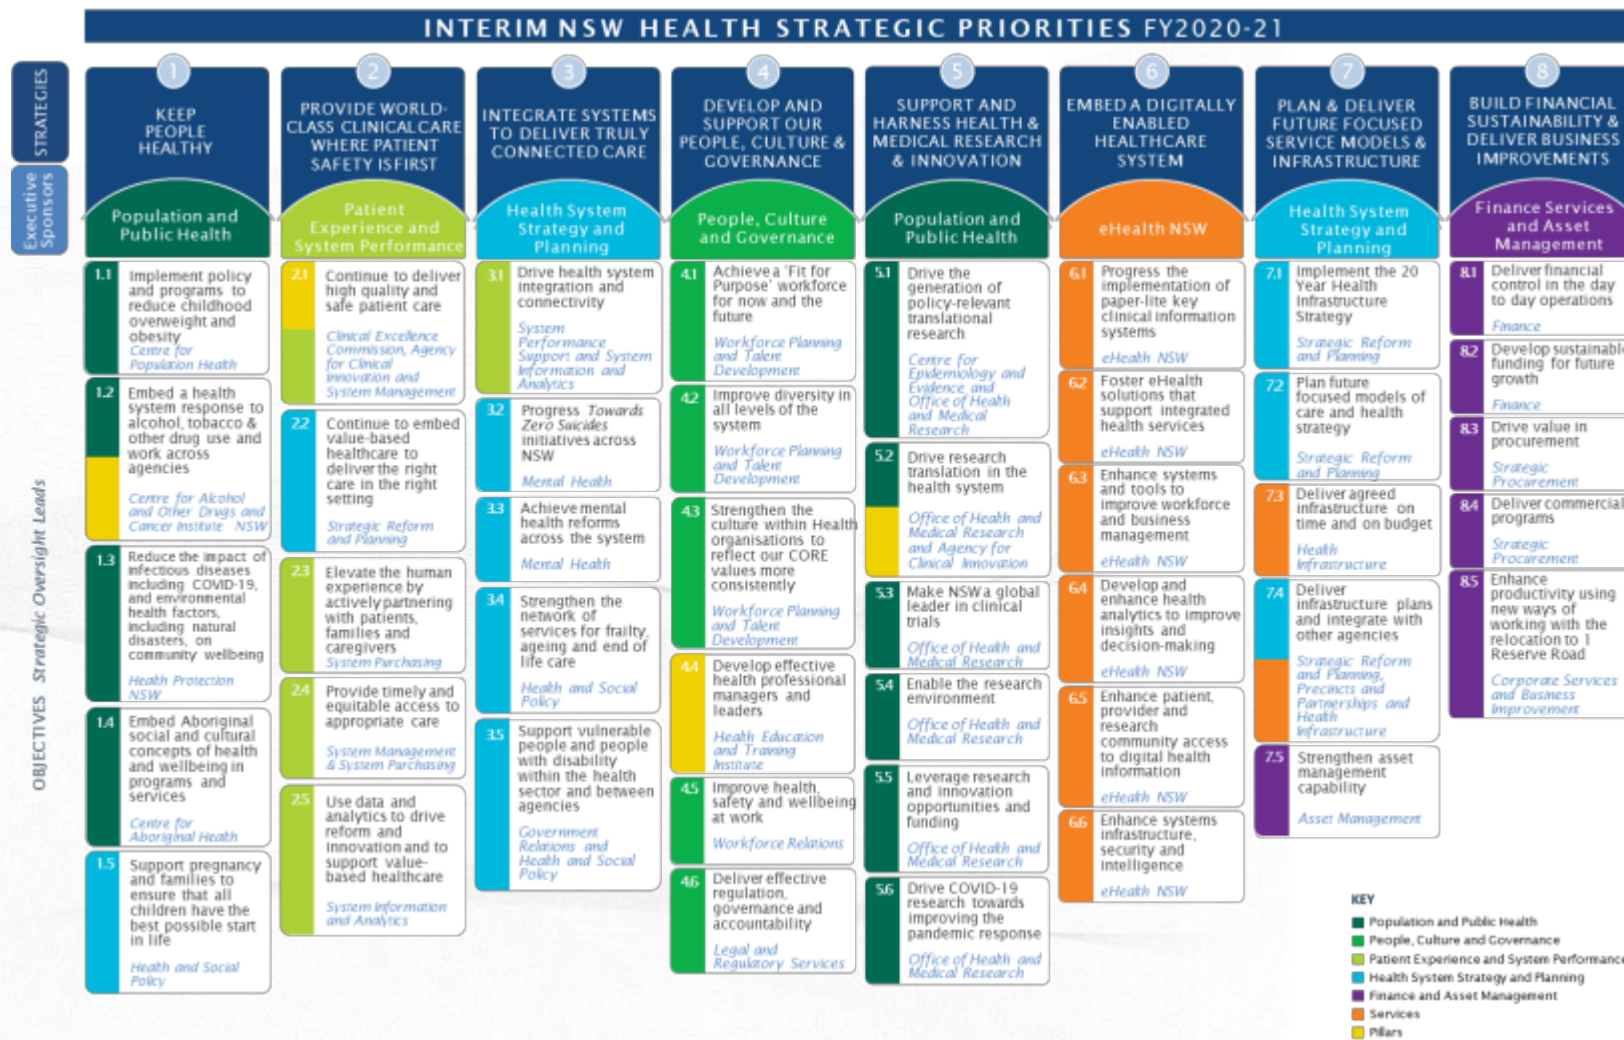 INTERIM NSW HEALTH STRATEGIC PRIORITIES FY2020-21
STRATEGIES
Executive
Sponsors
OBJECTIVES Strategic Oversight Leads
1
KEEP
PEOPLE
HEALTHY
Population and
Public Health
1.1 Implement policy
and programs to
reduce childhood
overweight and
obesity
Centre for
Population Health
1.2 Embed a health
system response to
alcohol, tobacco &
other drug use and
work across
agencies
Centre for Alcohol
and Other Drugs and
Cancer Institute NSW
1.3 Reduce the impact of
infectious diseases
including COVID-19,
and environmental
health factors,
including natural
disasters, on
community wellbeing
Health Protection
NSW
1.4 Embed Aboriginal
social and cultural
concepts of health
and wellbeing in
programs and
services
Centre for
Aboriginal Health
1.5 Support pregnancy
and families to
ensure that all
children have the
best possible start
in life
Health and Social
Policy
2
PROVIDE WORLD-
CLASS CLINICAL CARE
WHERE PATIENT
SAFETY IS FIRST
Patient
Experience and
System Performance
2.1 Continue to deliver
high quality and
safe patient care
Clinical Excellence
Commission, Agency
for Clinical
Innovation and
System Management
2.2 Continue to embed
value-based
healthcare to
deliver the right
care in the right
setting
Strategic Reform
and Planning
2.3 Elevate the human
experience by
actively partnering
with patients,
families and
caregivers
System Purchasing
2.4 Provide timely and
equitable access to
appropriate care
System Management
& System Purchasing
2.5 Use data and
analytics to drive
reform and
innovation and to
support value-
based healthcare
System Information
and Analytics
3
INTEGRATE SYSTEMS
TO DELIVER TRULY
CONNECTED CARE
Health System
Strategy and
Planning
3.1 Drive health system
integration and
connectivity
System
Performance
Support and System
Information and
Analytics
3.2 Progress Towards
Zero Suicides
initiatives across
NSW
Mental Health
3.3 Achieve mental
health reforms
across the system
Mental Health
3.4 Strengthen the
network of
services for frailty,
ageing and end of
life care
Health and Social
Policy
3.5 Support vulnerable
people and people
with disability
within the health
sector and between
agencies
Government
Relations and
Health and Social
Policy
4
DEVELOP AND
SUPPORT OUR
PEOPLE, CULTURE &
GOVERNANCE
People, Culture
and Governance
4.1 Achieve a 'Fit for
Purpose' workforce
for now and the
future
Workforce Planning
and Talent
Development
4.2 Improve diversity in
all levels of the
system
Workforce Planning
and Talent
Development
4.3 Strengthen the
culture within Health
organisations to
reflect our CORE
values more
consistently
Workforce Planning
and Talent
Development
4.4 Develop effective
health professional
managers and
leaders
Health Education
and Training
Institute
4.5 Improve health,
safety and wellbeing
at work
Workforce Relations
4.6 Deliver effective
regulation,
governance and
accountability
Legal and
Regulatory Services
5
SUPPORT AND
HARNESS HEALTH &
MEDICAL RESEARCH
& INNOVATION
Population and
Public Health
5.1 Drive the
generation of
policy-relevant
translational
research
Centre for
Epidemiology and
Evidence and
Office of Health
and Medical
Research
5.2 Drive research
translation in the
health system
Office of Health and
Medical Research
and Agency for
Clinical Innovation
5.3 Make NSW a global
leader in clinical
trials
Office of Health and
Medical Research
5.4 Enable the research
environment
Office of Health and
Medical Research
5.5 Leverage research
and innovation
opportunities and
funding
Office of Health and
Medical Research
5.6 Drive COVID-19
research towards
improving the
pandemic response
Office of Health and
Medical Research
6
EMBED A DIGITALLY
ENABLED
HEALTHCARE
SYSTEM
eHealth NSW
6.1 Progress the
implementation of
paper-lite key
clinical information
systems
eHealth NSW
6.2 Foster eHealth
solutions that
support integrated
health services
eHealth NSW
6.3 Enhance systems
and tools to
improve workforce
and business
management
eHealth NSW
6.4 Develop and
enhance health
analytics to improve
insights and
decision-making
eHealth NSW
6.5 Enhance patient,
provider and
research
community access
to digital health
information
eHealth NSW
6.6 Enhance systems
infrastructure,
security and
intelligence
eHealth NSW
7
PLAN & DELIVER
FUTURE FOCUSED
SERVICE MODELS &
INFRASTRUCTURE
Health System
Strategy and
Planning
7.1 Implement the 20
Year Health
Infrastructure
Strategy
Strategic Reform
and Planning
7.2 Plan future
focused models of
care and health
strategy
Strategic Reform
and Planning
7.3 Deliver agreed
infrastructure on
time and on budget
Health
Infrastructure
7.4 Deliver
infrastructure plans
and integrate with
other agencies
Strategic Reform
and Planning,
Precincts and
Partnerships and
Health
Infrastructure
7.5 Strengthen asset
management
capability
Asset Management
8
BUILD FINANCIAL
SUSTAINABILITY &
DELIVER BUSINESS
IMPROVEMENTS
Finance Services
and Asset
Management
8.1 Deliver financial
control in the day
to day operations
Finance
8.2 Develop sustainable
funding for future
growth
Finance
8.3 Drive value in
procurement
Strategic
Procurement
8.4 Deliver commercial
programs
Strategic
Procurement
8.5 Enhance
productivity using
new ways of
working with the
relocation to 1
Reserve Road
Corporate Services
and Business
Improvement
KEY
Population and Public Health
People, Culture and Governance
Patient Experience and System Performance
Health System Strategy and Planning
Finance and Asset Management
Services
Pillars